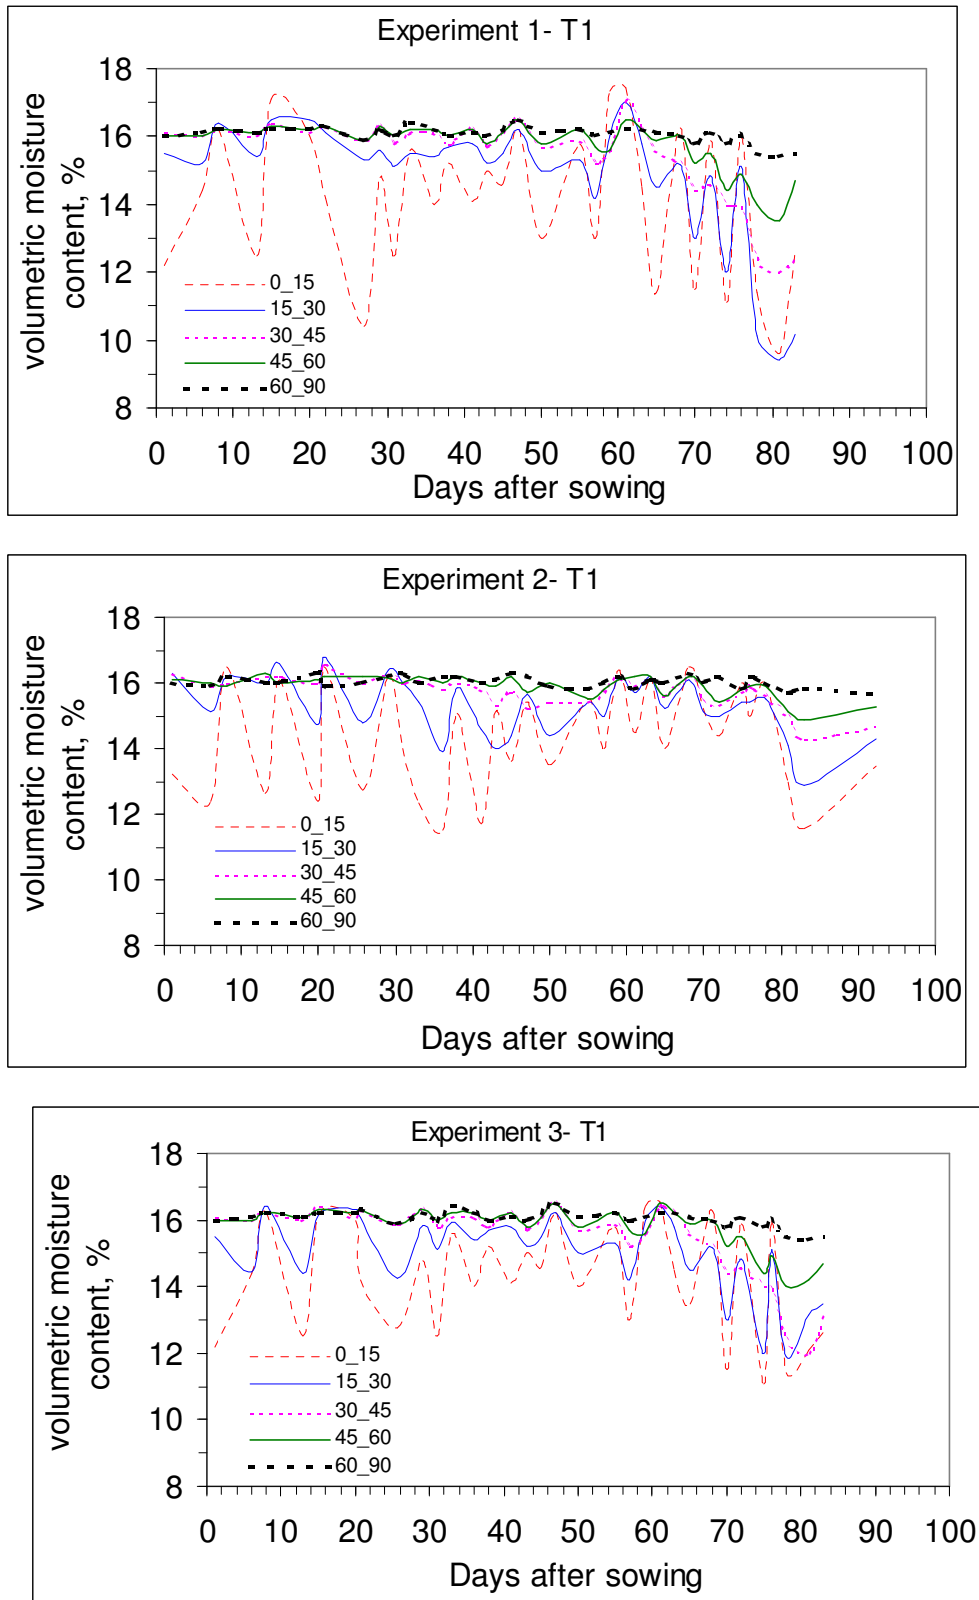 Experiment 1- T1
volumetric moisture
content, %
18
16
14
12
10
8
0_15
15_30
30_45
45_60
60_90
0 10 20 30 40 50 60 70 80 90 100
Days after sowing
Experiment 2- T1
volumetric moisture
content, %
18
16
14
12
10
8
0_15
15_30
30_45
45_60
60_90
0 10 20 30 40 50 60 70 80 90 100
Days after sowing
Experiment 3- T1
volumetric moisture
content, %
18
16
14
12
10
8
0_15
15_30
30_45
45_60
60_90
0 10 20 30 40 50 60 70 80 90 100
Days after sowing